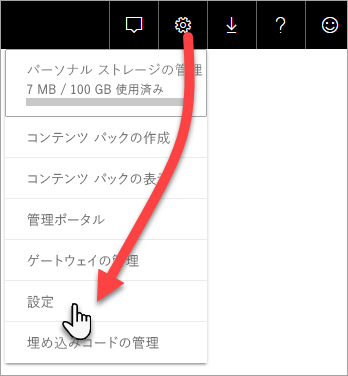 パーソナル ストレージの管理
7 MB / 100 GB 使用済み
コンテンツ パックの作成
コンテンツ パックの表示
管理ポータル
ゲートウェイの管理
設定
埋め込みコードの管理